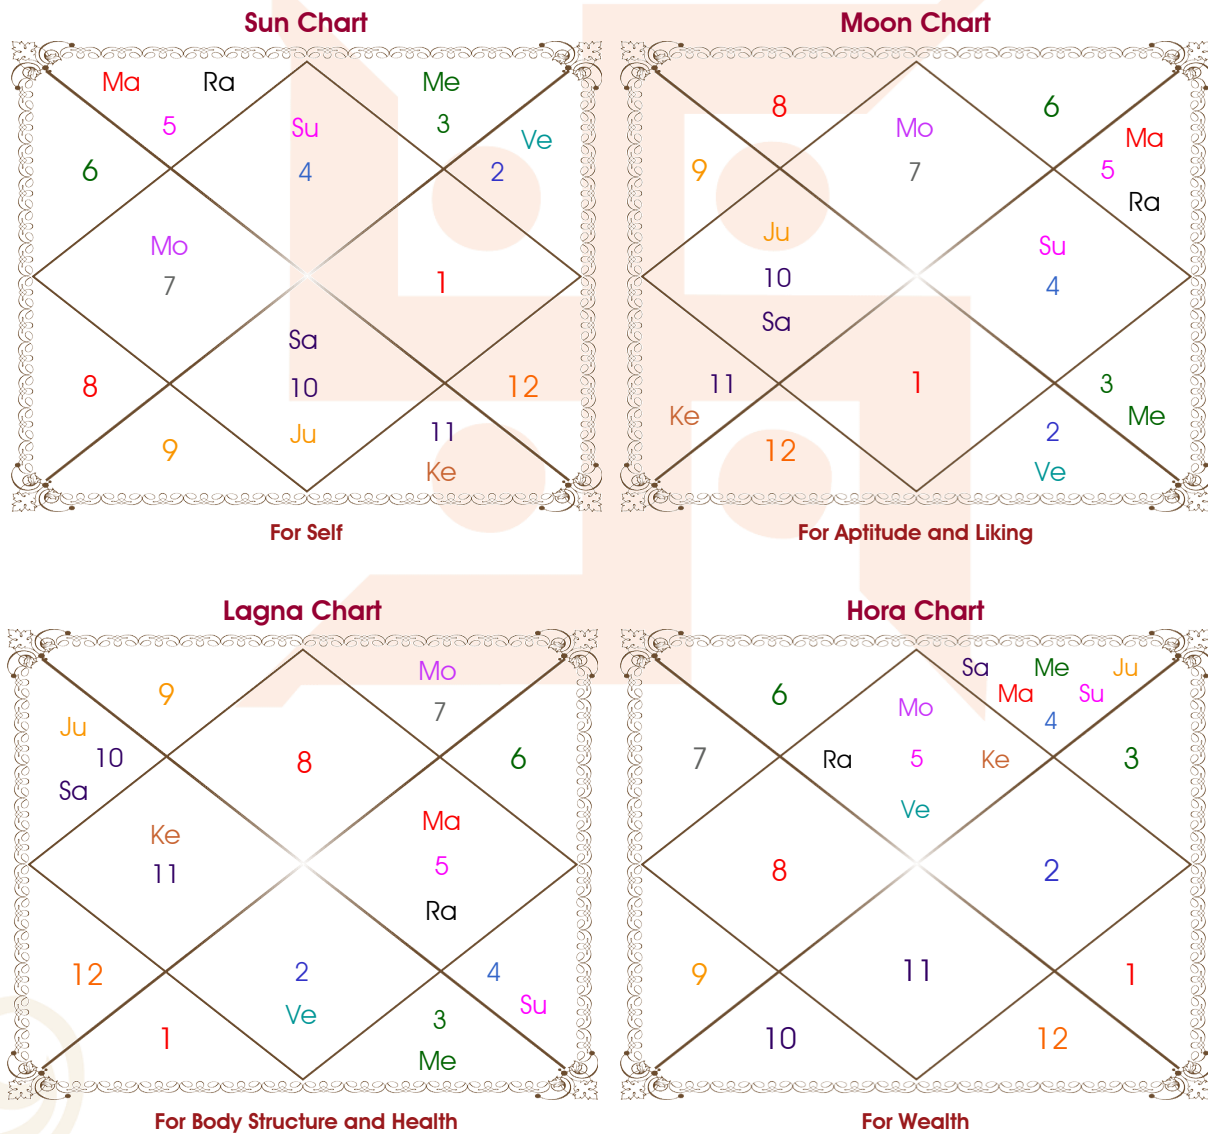 Sun Chart
Ma Ra
5
6
Su
4
Me
3
Ve
2
Mo
7
1
Sa
10
Ju
8
9
12
11
Ke
For Self
Moon Chart
8
9
Mo
7
6
Ma
5
Ra
Ju
10
Sa
Su
4
11
Ke
12
1
3
Me
2
Ve
For Aptitude and Liking
Lagna Chart
9
Ju
10
Sa
8
Mo
7
6
Ke
11
Ma
5
Ra
12
1
2
Ve
4
Su
3
Me
For Body Structure and Health
Hora Chart
6
7
Mo
Ra 5 Ke
Ve
Sa Me Ju
Ma Su
4
3
8
2
9
10
11
1
12
For Wealth